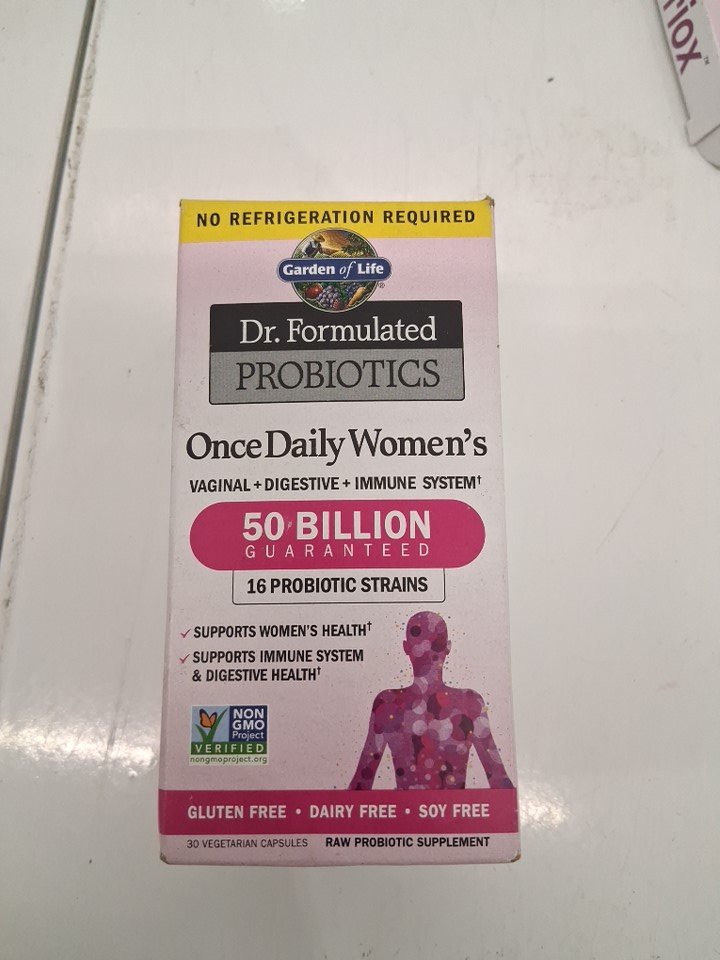 NO REFRIGERATION REQUIRED
Garden of Life®
Dr. Formulated
PROBIOTICS
Once Daily Women's
VAGINAL + DIGESTIVE + IMMUNE SYSTEM†
50 BILLION
GUARANTEED
16 PROBIOTIC STRAINS
✓ SUPPORTS WOMEN'S HEALTH†
✓ SUPPORTS IMMUNE SYSTEM
& DIGESTIVE HEALTH†
NON
GMO
Project
VERIFIED
nongmoproject.org
GLUTEN FREE • DAIRY FREE • SOY FREE
30 VEGETARIAN CAPSULES RAW PROBIOTIC SUPPLEMENT